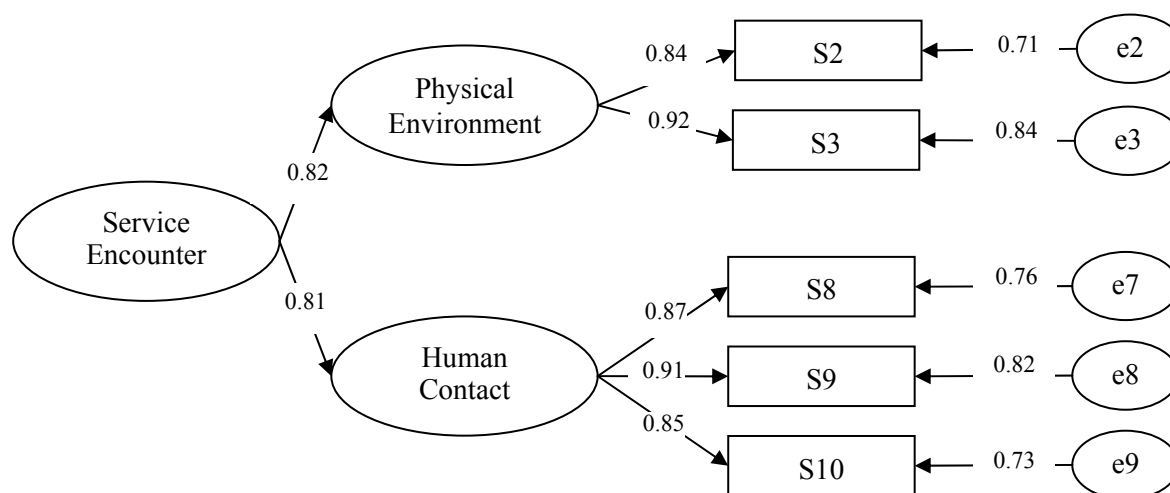 0.84
S2
0.71
e2
Physical
Environment
0.92
S3
0.84
e3
0.82
Service
Encounter
0.81
S8
0.76
e7
0.87
Human
Contact
0.91
S9
0.82
e8
0.85
S10
0.73
e9